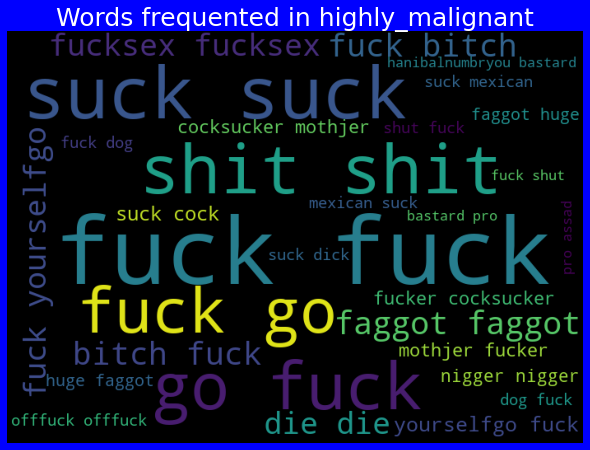 Words frequented in highly_malignant
fucksex fucksex
fuck bitch
hanibalnumbryou bastard
suck suck
suck mexican
faggot huge
cocksucker mothjer
shut fuck
fuck dog
shit shit
fuck shut
fuck yourselfgo
suck cock
mexican suck
bastard pro
pro assad
fuck fuck
suck dick
fuck go
fucker cocksucker
faggot faggot
bitch fuck
mothjer fucker
huge faggot
go fuck
nigger nigger
dog fuck
offfuck offfuck
die die
yourselfgo fuck